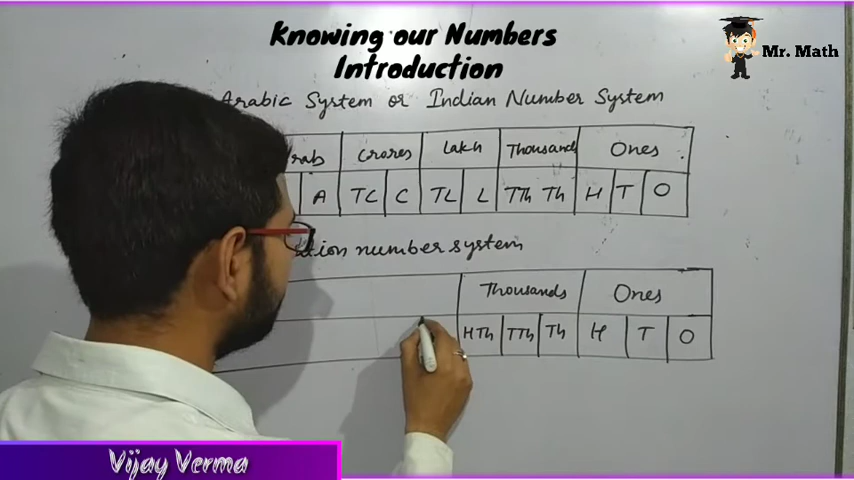 Knowing our Numbers
Introduction
Mr. Math
Arabic System or Indian Number System
Crores Lakh Thousand Ones
A TC C TL L TTh Th H T O
number system
Thousands Ones
HTh TTh Th H T O
Vijay Verma